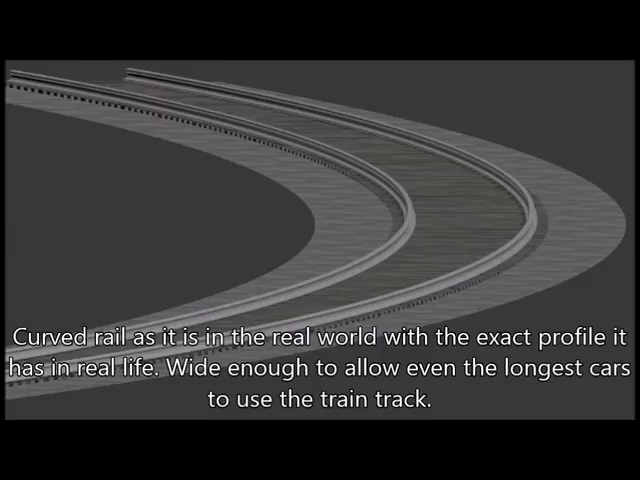 Curved rail as it is in the real world with the exact profile it
has in real life. Wide enough to allow even the longest cars
to use the train track.